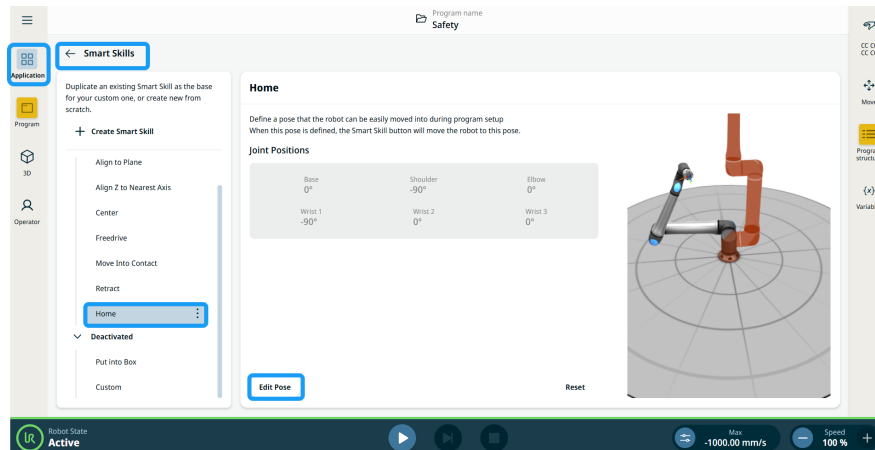 Program name
Safety
Smart Skills
Application
Program
3D
Operator
Duplicate an existing Smart Skill as the base
for your custom one, or create new from
scratch.
Create Smart Skill
Align to Plane
Align Z to Nearest Axis
Center
Freedrive
Move Into Contact
Retract
Home
Deactivated
Put into Box
Custom
Home
Define a pose that the robot can be easily moved into during program setup
When this pose is defined, the Smart Skill button will move the robot to this pose.
Joint Positions
Base Shoulder Elbow
0° -90° 0°
Wrist 1 Wrist 2 Wrist 3
-90° 0° 0°
Edit Pose Reset
Move
{x}
UR
Robot State
Active
Max
-1000.00 mm/s
Speed
100 %